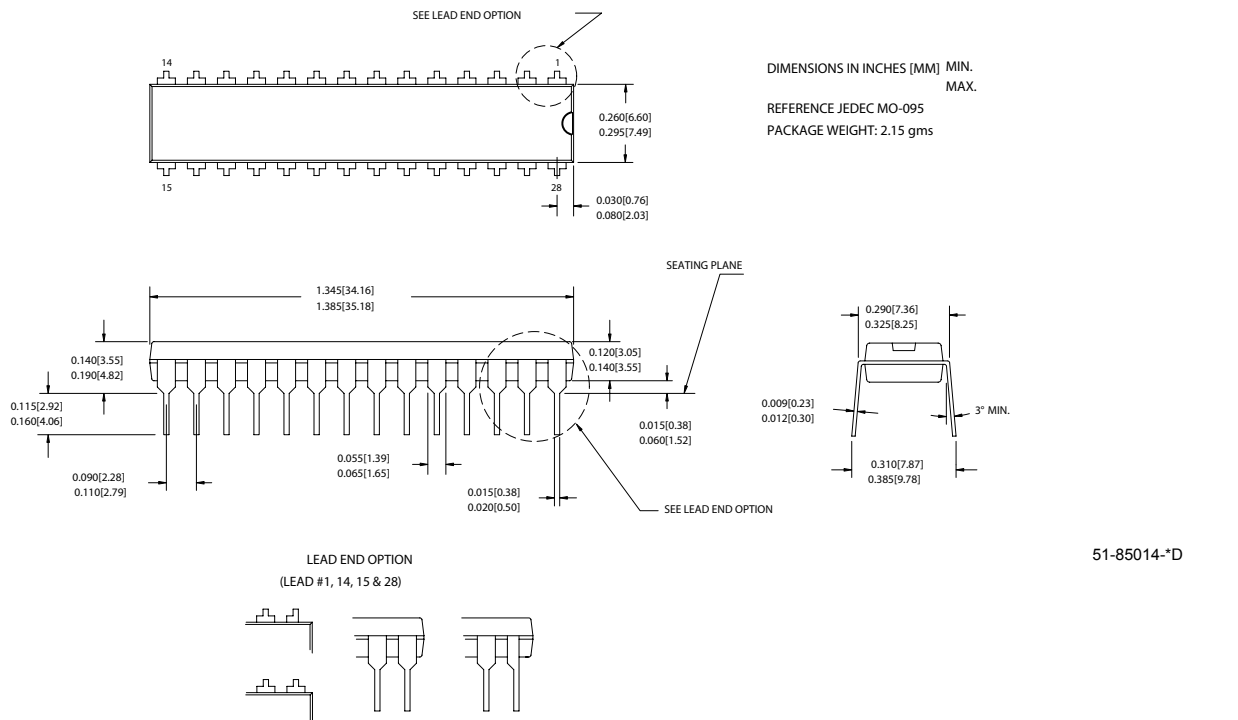 SEE LEAD END OPTION
14
1
DIMENSIONS IN INCHES [MM] MIN.
MAX.
REFERENCE JEDEC MO-095
PACKAGE WEIGHT: 2.15 gms
0.260[6.60]
0.295[7.49]
15
28
0.030[0.76]
0.080[2.03]
SEATING PLANE
1.345[34.16]
1.385[35.18]
0.290[7.36]
0.325[8.25]
0.140[3.55]
0.190[4.82]
0.120[3.05]
0.140[3.55]
0.115[2.92]
0.160[4.06]
0.009[0.23]
0.012[0.30]
3° MIN.
0.015[0.38]
0.060[1.52]
0.055[1.39]
0.065[1.65]
0.090[2.28]
0.110[2.79]
0.310[7.87]
0.385[9.78]
0.015[0.38]
0.020[0.50]
SEE LEAD END OPTION
LEAD END OPTION
(LEAD #1, 14, 15 & 28)
51-85014-*D